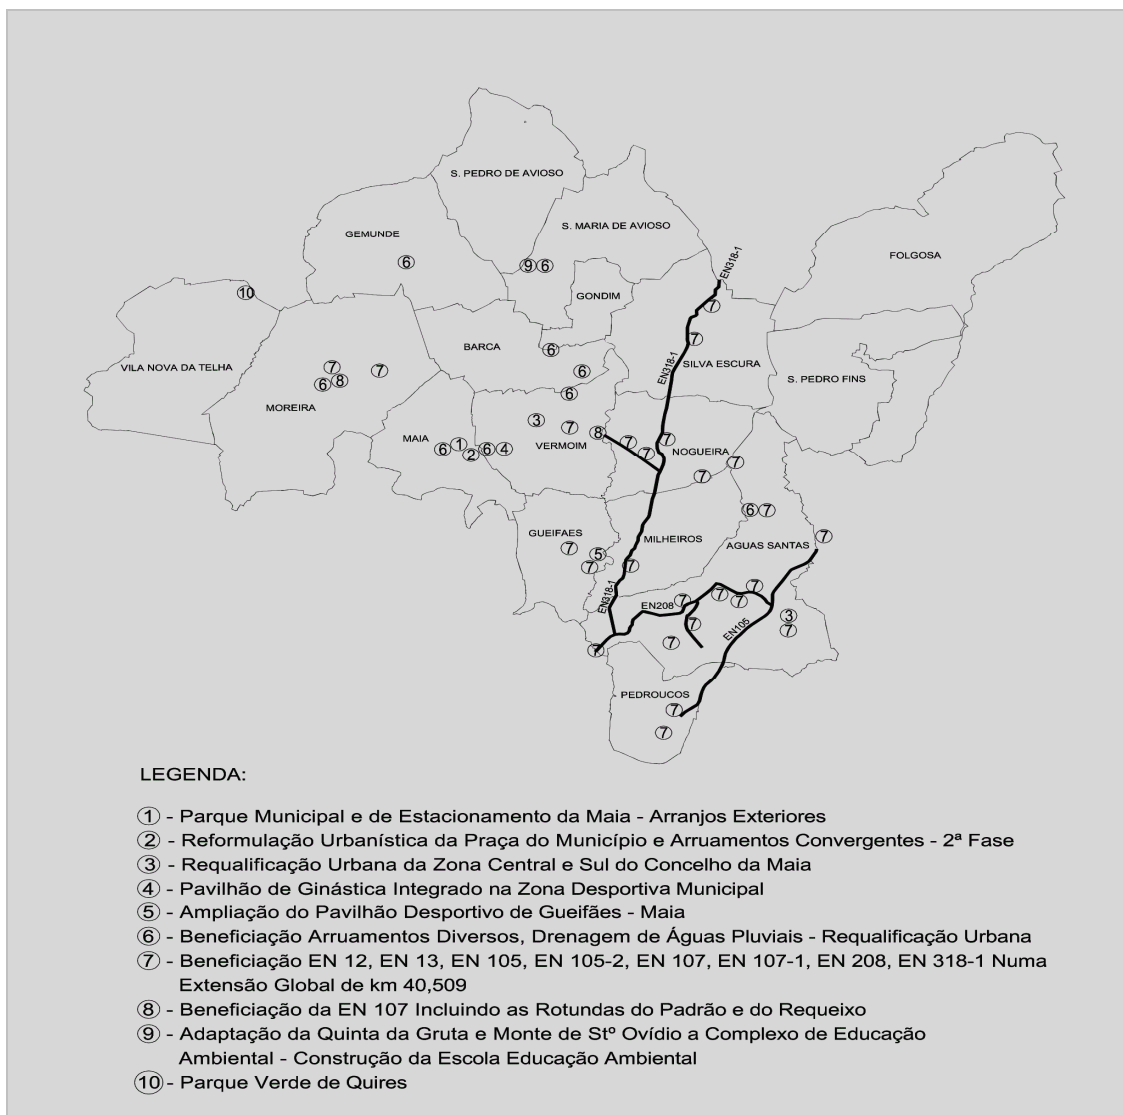 S. PEDRO DE AVIOSO
S. MARIA DE AVIOSO
GEMUNDE
FOLGOSA
6
9 6
EN318-1
10
GONDIM
7
BARCA
6
7
EN318-1
SILVA ESCURA
VILA NOVA DA TELHA
7
7
6
S. PEDRO FINS
6 8
6
MOREIRA
3
7
8
MAIA
1
6
2
6 4
VERMOIM
7
7
7
NOGUEIRA
7
7
6 7
GUEIFAES
7
5
7
MILHEIROS
7
AGUAS SANTAS
7
EN318-1
EN208
7
7
7
7
7
7
EN105
3
7
7
PEDROUCOS
7
7
LEGENDA:
1 - Parque Municipal e de Estacionamento da Maia - Arranjos Exteriores
2 - Reformulação Urbanística da Praça do Município e Arruamentos Convergentes - 2ª Fase
3 - Requalificação Urbana da Zona Central e Sul do Concelho da Maia
4 - Pavilhão de Ginástica Integrado na Zona Desportiva Municipal
5 - Ampliação do Pavilhão Desportivo de Gueifães - Maia
6 - Beneficiação Arruamentos Diversos, Drenagem de Águas Pluviais - Requalificação Urbana
7 - Beneficiação EN 12, EN 13, EN 105, EN 105-2, EN 107, EN 107-1, EN 208, EN 318-1 Numa
Extensão Global de km 40,509
8 - Beneficiação da EN 107 Incluindo as Rotundas do Padrão e do Requeixo
9 - Adaptação da Quinta da Gruta e Monte de Stº Ovídio a Complexo de Educação
Ambiental - Construção da Escola Educação Ambiental
10 - Parque Verde de Quires